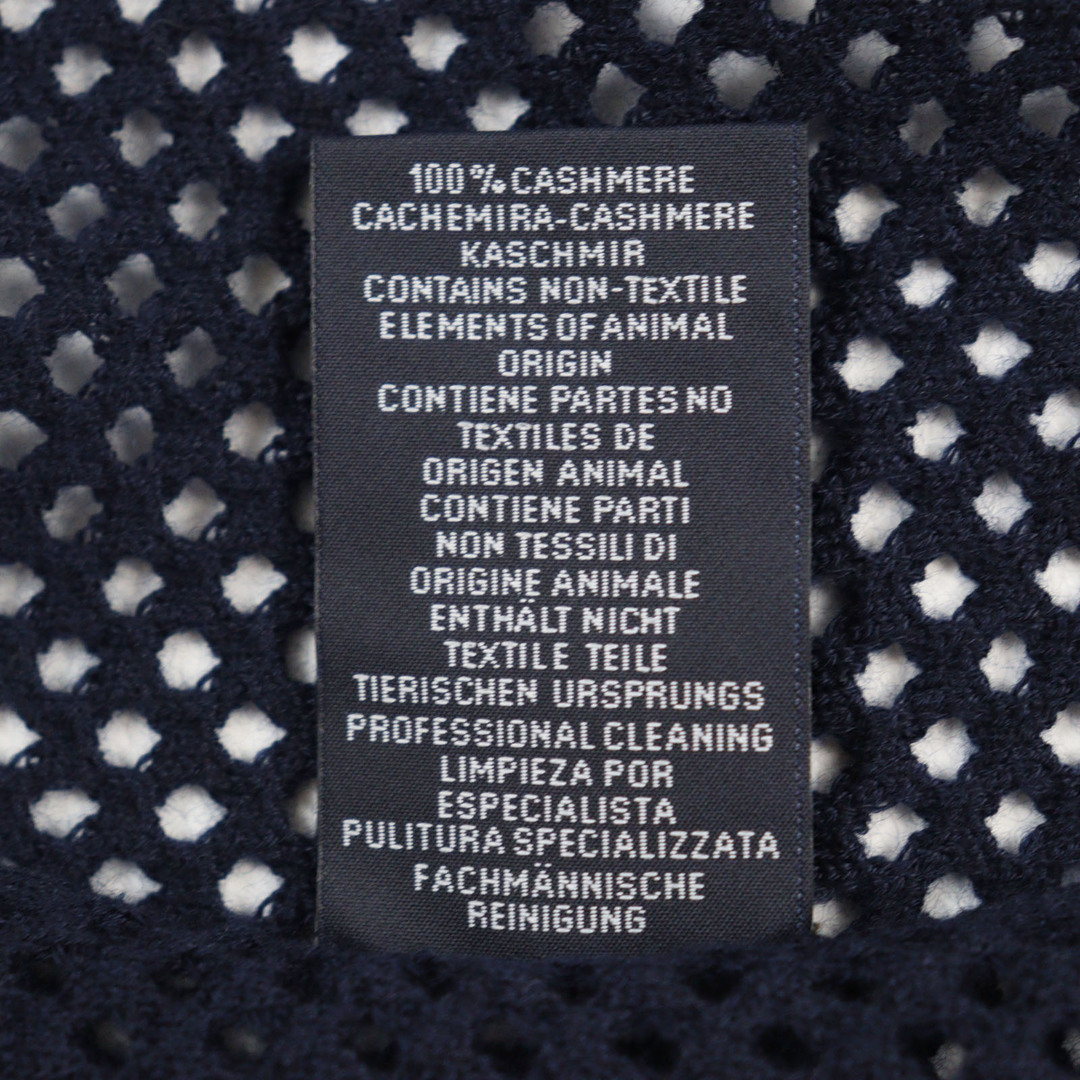 100% CASHMERE
CACHEMIRA-CASHMERE
KASCHMIR
CONTAINS NON-TEXTILE
ELEMENTS OF ANIMAL
ORIGIN
CONTIENE PARTES NO
TEXTILES DE
ORIGEN ANIMAL
CONTIENE PARTI
NON TESSILI DI
ORIGINE ANIMALE
ENTHÄLT NICHT
TEXTILE TEILE
TIERISCHEN URSPRUNGS
PROFESSIONAL CLEANING
LIMPIEZA POR
ESPECIALISTA
PULITURA SPECIALIZZATA
FACHMÄNNISCHE
REINIGUNG